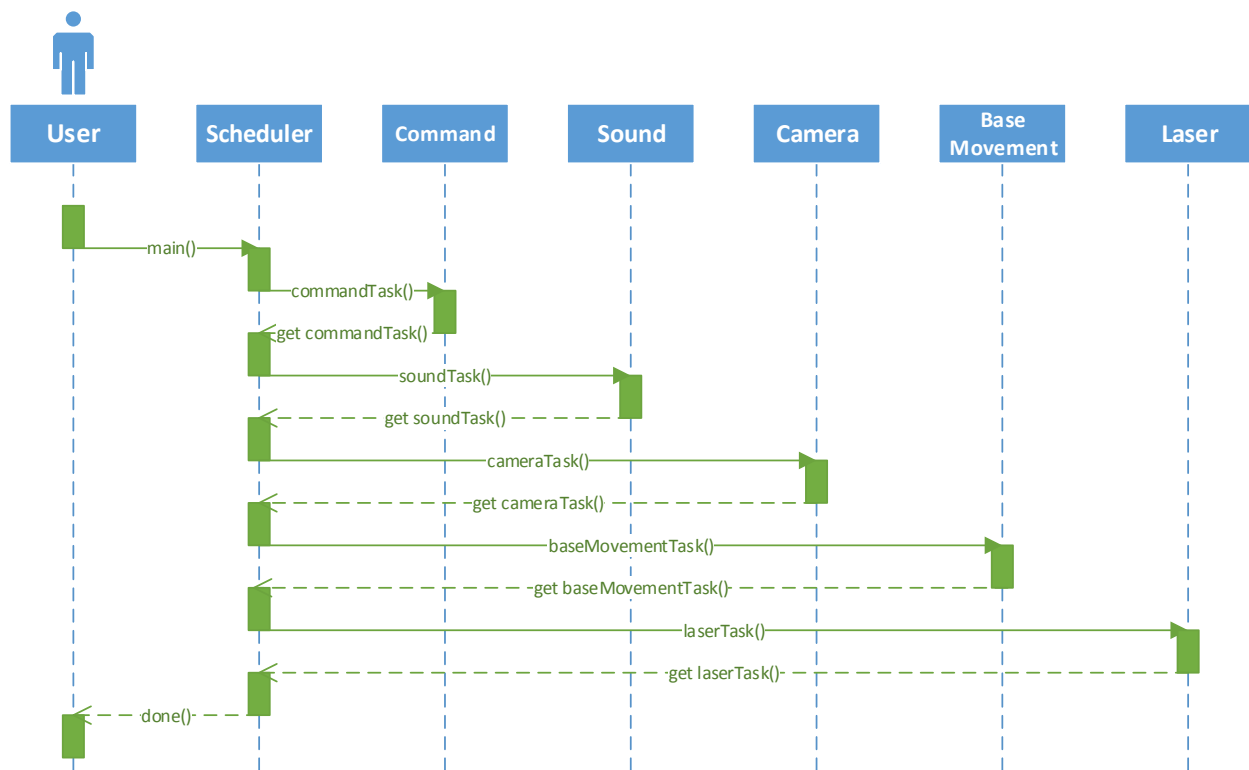 User
Scheduler
Command
Sound
Camera
Base
Movement
Laser
main()
commandTask()
get commandTask()
soundTask()
get soundTask()
cameraTask()
get cameraTask()
baseMovementTask()
get baseMovementTask()
laserTask()
get laserTask()
done()